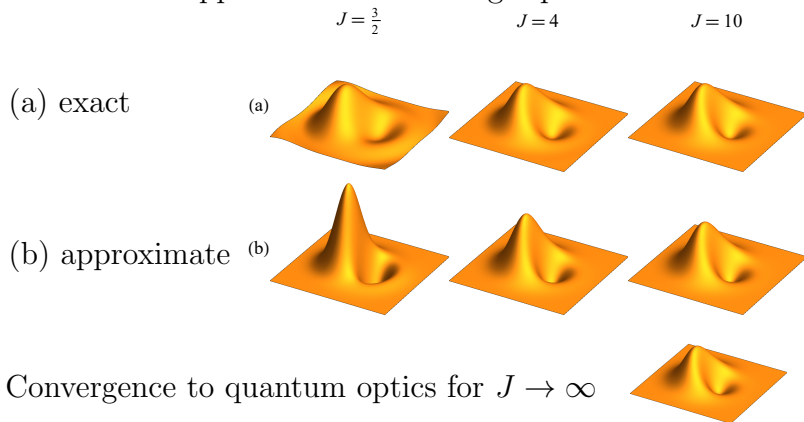 J = 3/2 J = 4 J = 10
(a) exact (a)
(b) approximate (b)
Convergence to quantum optics for J → ∞